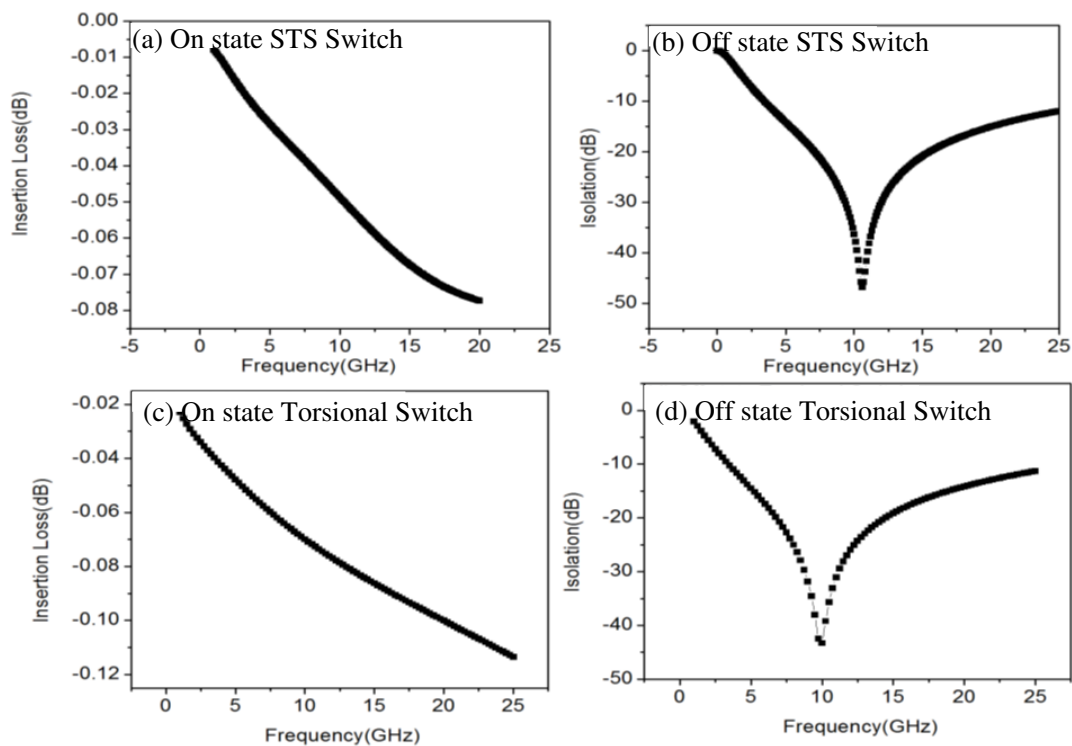 (a) On state STS Switch
Insertion Loss(dB)
0.00
-0.01
-0.02
-0.03
-0.04
-0.05
-0.06
-0.07
-0.08
-5 0 5 10 15 20 25
Frequency(GHz)
(b) Off state STS Switch
Isolation(dB)
0
-10
-20
-30
-40
-50
0 5 10 15 20 25
Frequency(GHz)
(c) On state Torsional Switch
Insertion Loss(dB)
-0.02
-0.04
-0.06
-0.08
-0.10
-0.12
0 5 10 15 20 25
Frequency(GHz)
(d) Off state Torsional Switch
Isolation(dB)
0
-10
-20
-30
-40
-50
0 5 10 15 20 25
Frequency(GHz)